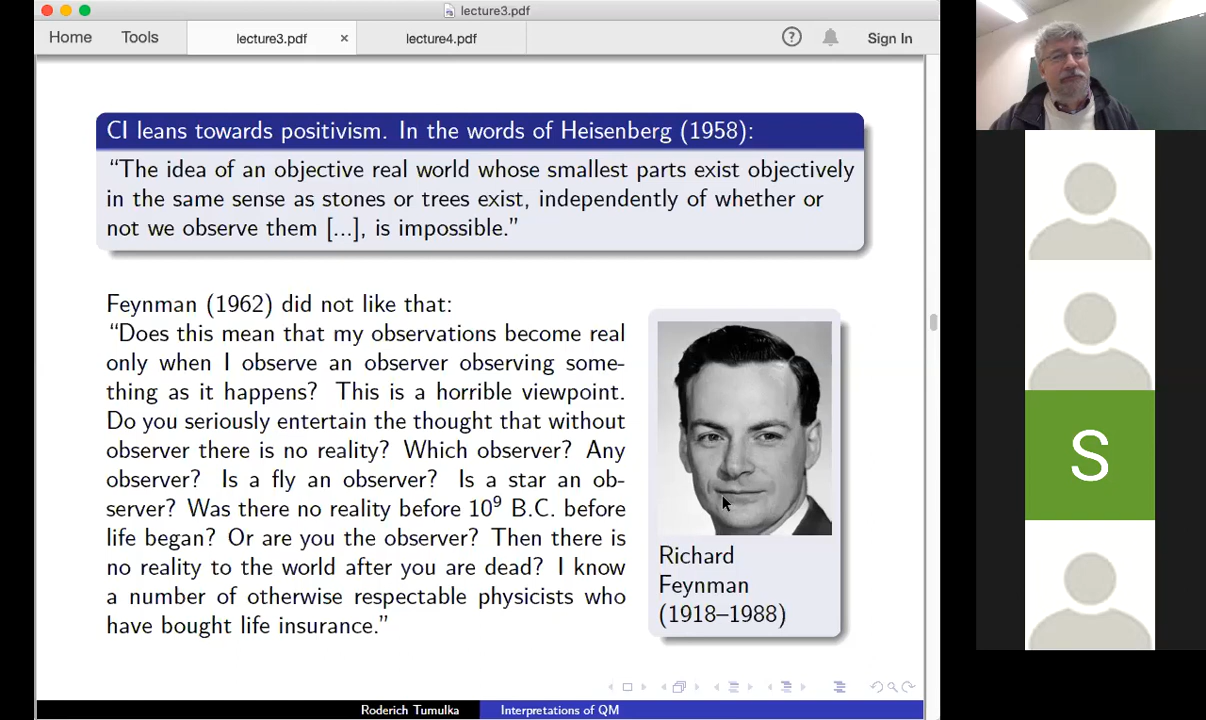 lecture3.pdf
Home
Tools
lecture3.pdf
×
lecture4.pdf
?
Sign In
CI leans towards positivism. In the words of Heisenberg (1958):
“The idea of an objective real world whose smallest parts exist objectively
in the same sense as stones or trees exist, independently of whether or
not we observe them [...], is impossible.”
Feynman (1962) did not like that:
“Does this mean that my observations become real
only when I observe an observer observing some-
thing as it happens? This is a horrible viewpoint.
Do you seriously entertain the thought that without
observer there is no reality? Which observer? Any
observer? Is a fly an observer? Is a star an ob-
server? Was there no reality before 10⁹ B.C. before
life began? Or are you the observer? Then there is
no reality to the world after you are dead? I know
a number of otherwise respectable physicists who
have bought life insurance.”
Richard
Feynman
(1918–1988)
S
Roderich Tumulka
Interpretations of QM